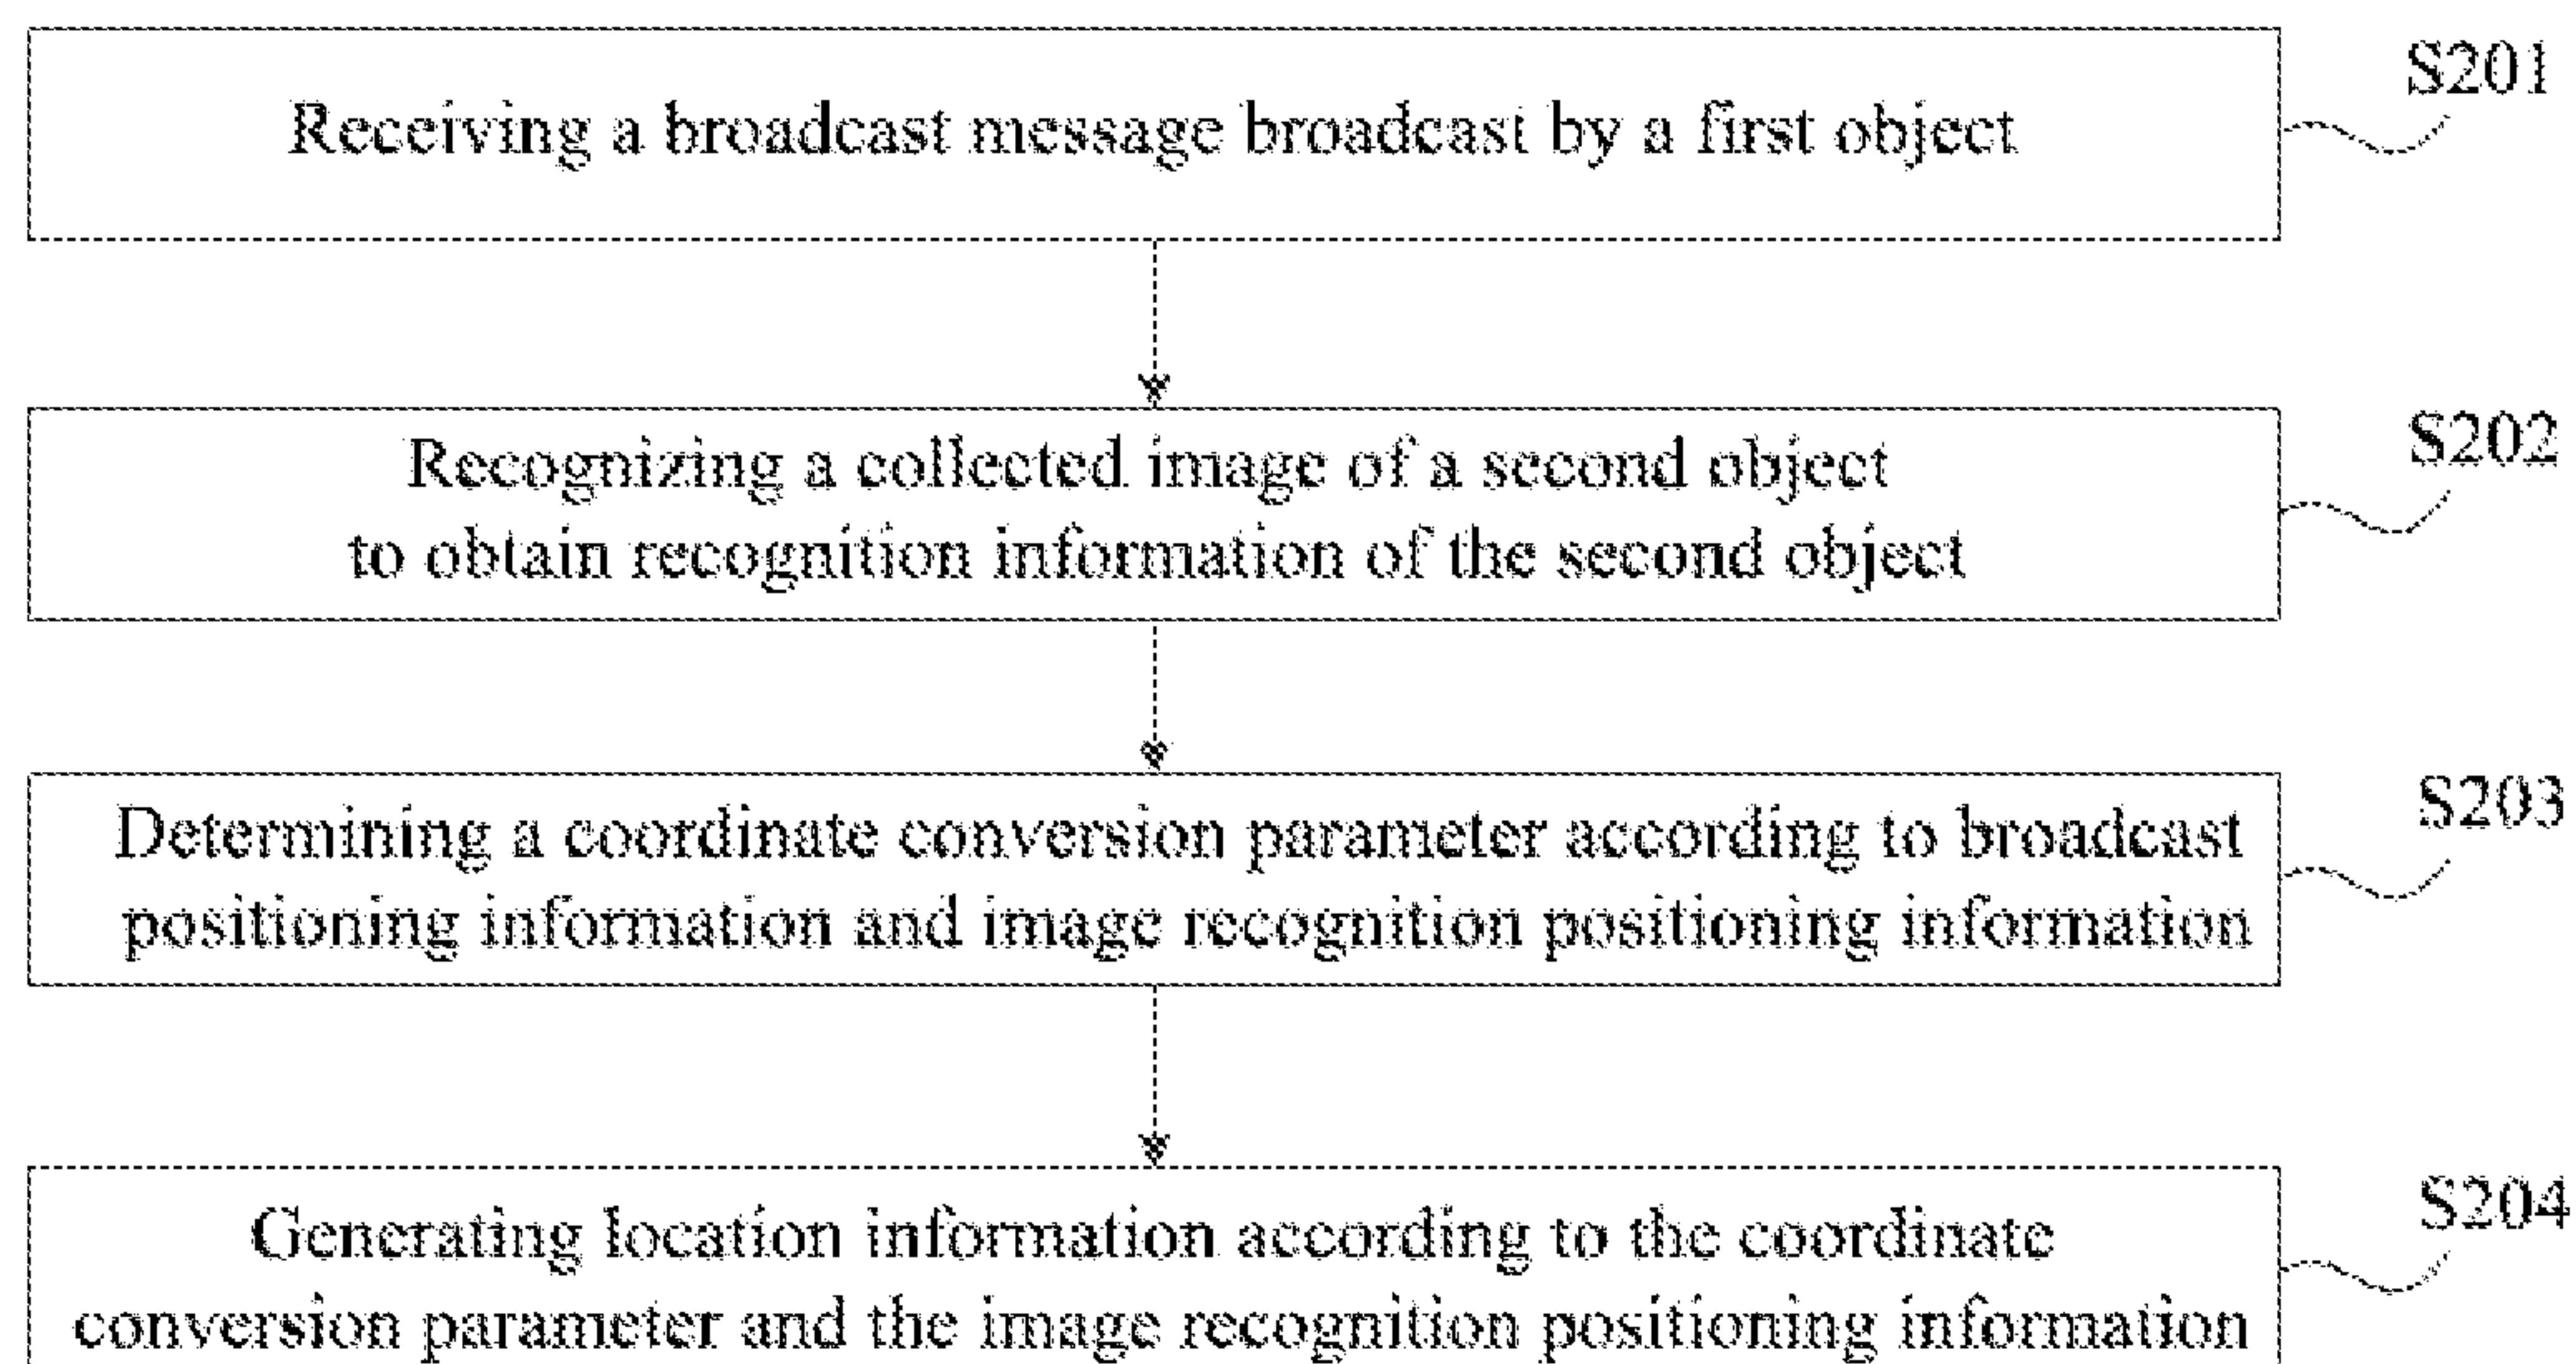 Receiving a broadcast message broadcast by a first object
S201
Recognizing a collected image of a second object
to obtain recognition information of the second object
S202
Determining a coordinate conversion parameter according to broadcast
positioning information and image recognition positioning information
S203
Generating location information according to the coordinate
conversion parameter and the image recognition positioning information
S204